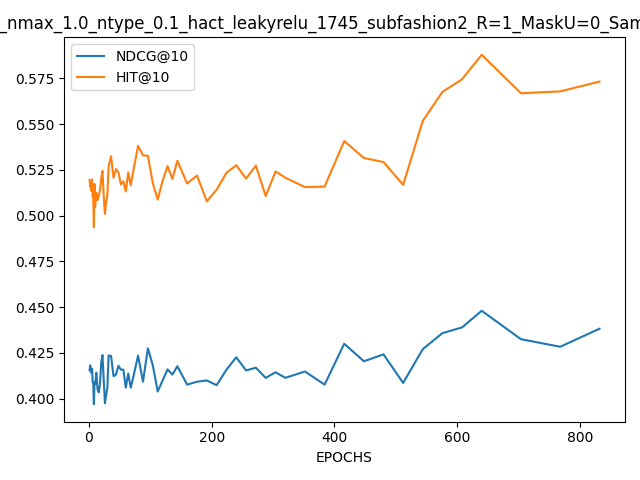 _nmax_1.0_ntype_0.1_hact_leakyrelu_1745_subfashion2_R=1_MaskU=0_Sam
NDCG@10
HIT@10
0.575
0.550
0.525
0.500
0.475
0.450
0.425
0.400
0 200 400 600 800
EPOCHS